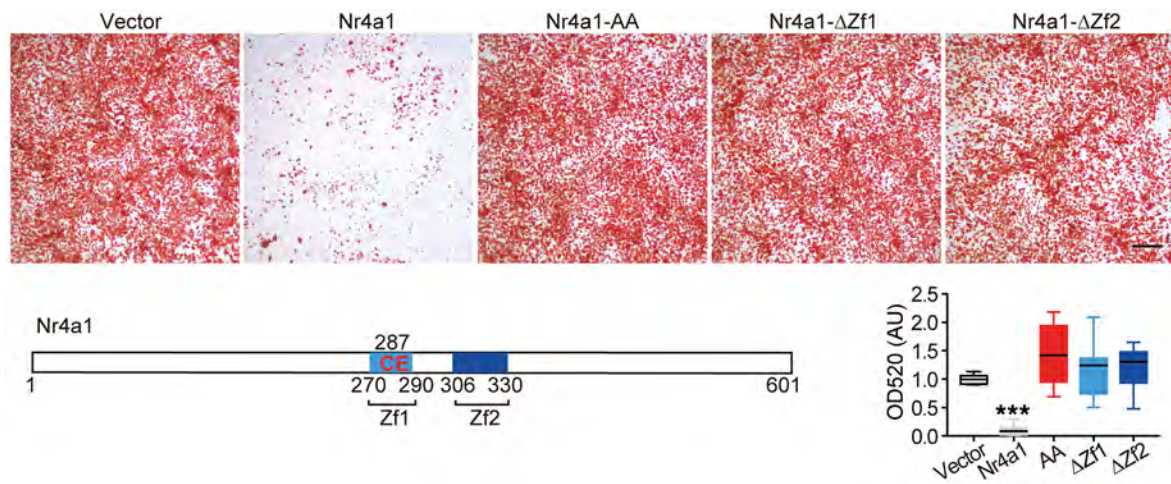 Vector Nr4a1 Nr4a1-AA Nr4a1-ΔZf1 Nr4a1-ΔZf2
Nr4a1
287
CE
1 270 290 306 330 601
Zf1 Zf2
OD520 (AU)
2.5
2.0
1.5
1.0
0.5
0.0
***
Vector Nr4a1 AA ΔZf1 ΔZf2